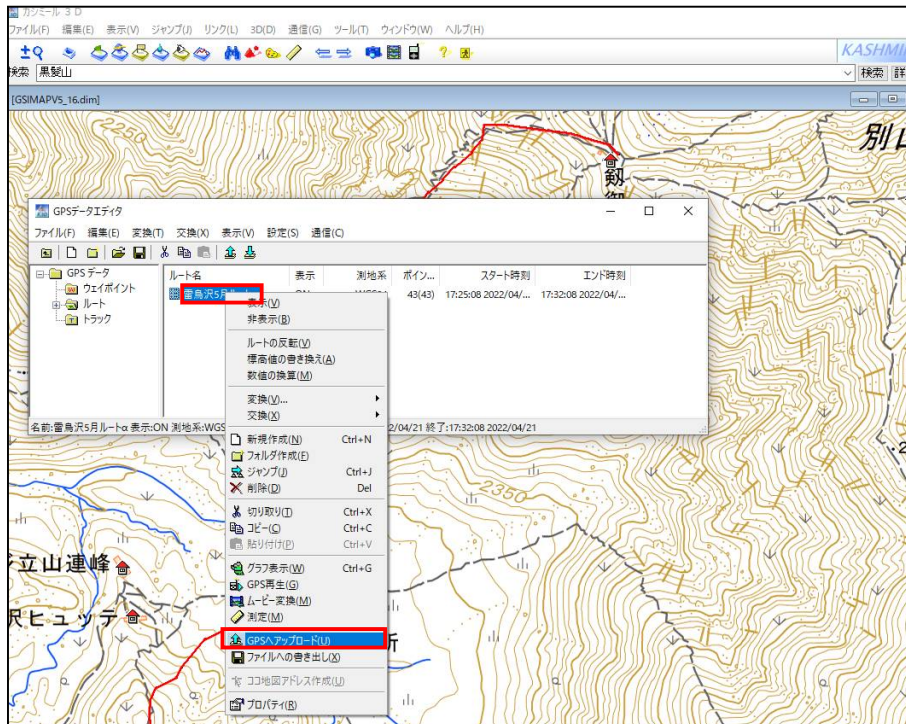 カシミール 3D
ファイル(F) 編集(E) 表示(V) ジャンプ(J) リンク(L) 3D(D) 通信(G) ツール(T) ウィンドウ(W) ヘルプ(H)
KASHMI
検索 黒髪山 検索 詳
[GSIMAPV5_16.dim]
2250
別山
剱
御
GPSデータエディタ
ファイル(F) 編集(E) 変換(T) 交換(X) 表示(V) 設定(S) 通信(C)
GPS データ
ウェイポイント
ルート
トラック
ルート名 表示 測地系 ポイン... スタート時刻 エンド時刻
雷鳥沢5月 43(43) 17:25:08 2022/04/... 17:32:08 2022/04/...
表示(V)
非表示(B)
ルートの反転(V)
標高値の書き換え(A)
数値の換算(M)
変換(V)...
交換(X)
新規作成(N) Ctrl+N
フォルダ作成(F)
ジャンプ(J) Ctrl+J
削除(D) Del
切り取り(T) Ctrl+X
コピー(C) Ctrl+C
貼り付け(P) Ctrl+V
グラフ表示(W) Ctrl+G
GPS再生(G)
ムービー変換(M)
測定(M)
GPSへアップロード(U)
ファイルへの書き出し(X)
ココ地図アドレス作成(U)
プロパティ(R)
名前:雷鳥沢5月ルートα 表示:ON 測地系:WGS 2/04/21 終了:17:32:08 2022/04/21
2350
立山連峰
沢ヒュッテ
所